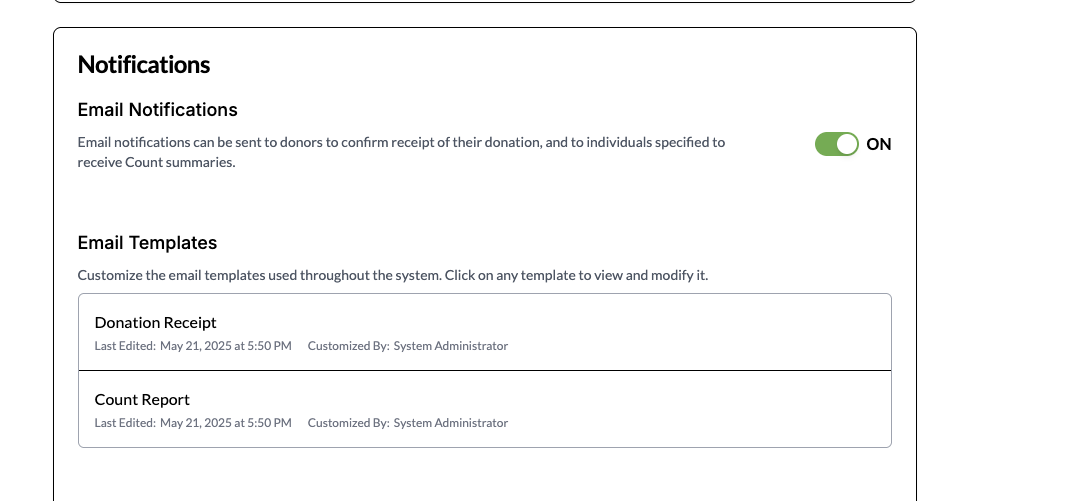 Notifications
Email Notifications
Email notifications can be sent to donors to confirm receipt of their donation, and to individuals specified to
receive Count summaries.
ON
Email Templates
Customize the email templates used throughout the system. Click on any template to view and modify it.
Donation Receipt
Last Edited: May 21, 2025 at 5:50 PM Customized By: System Administrator
Count Report
Last Edited: May 21, 2025 at 5:50 PM Customized By: System Administrator